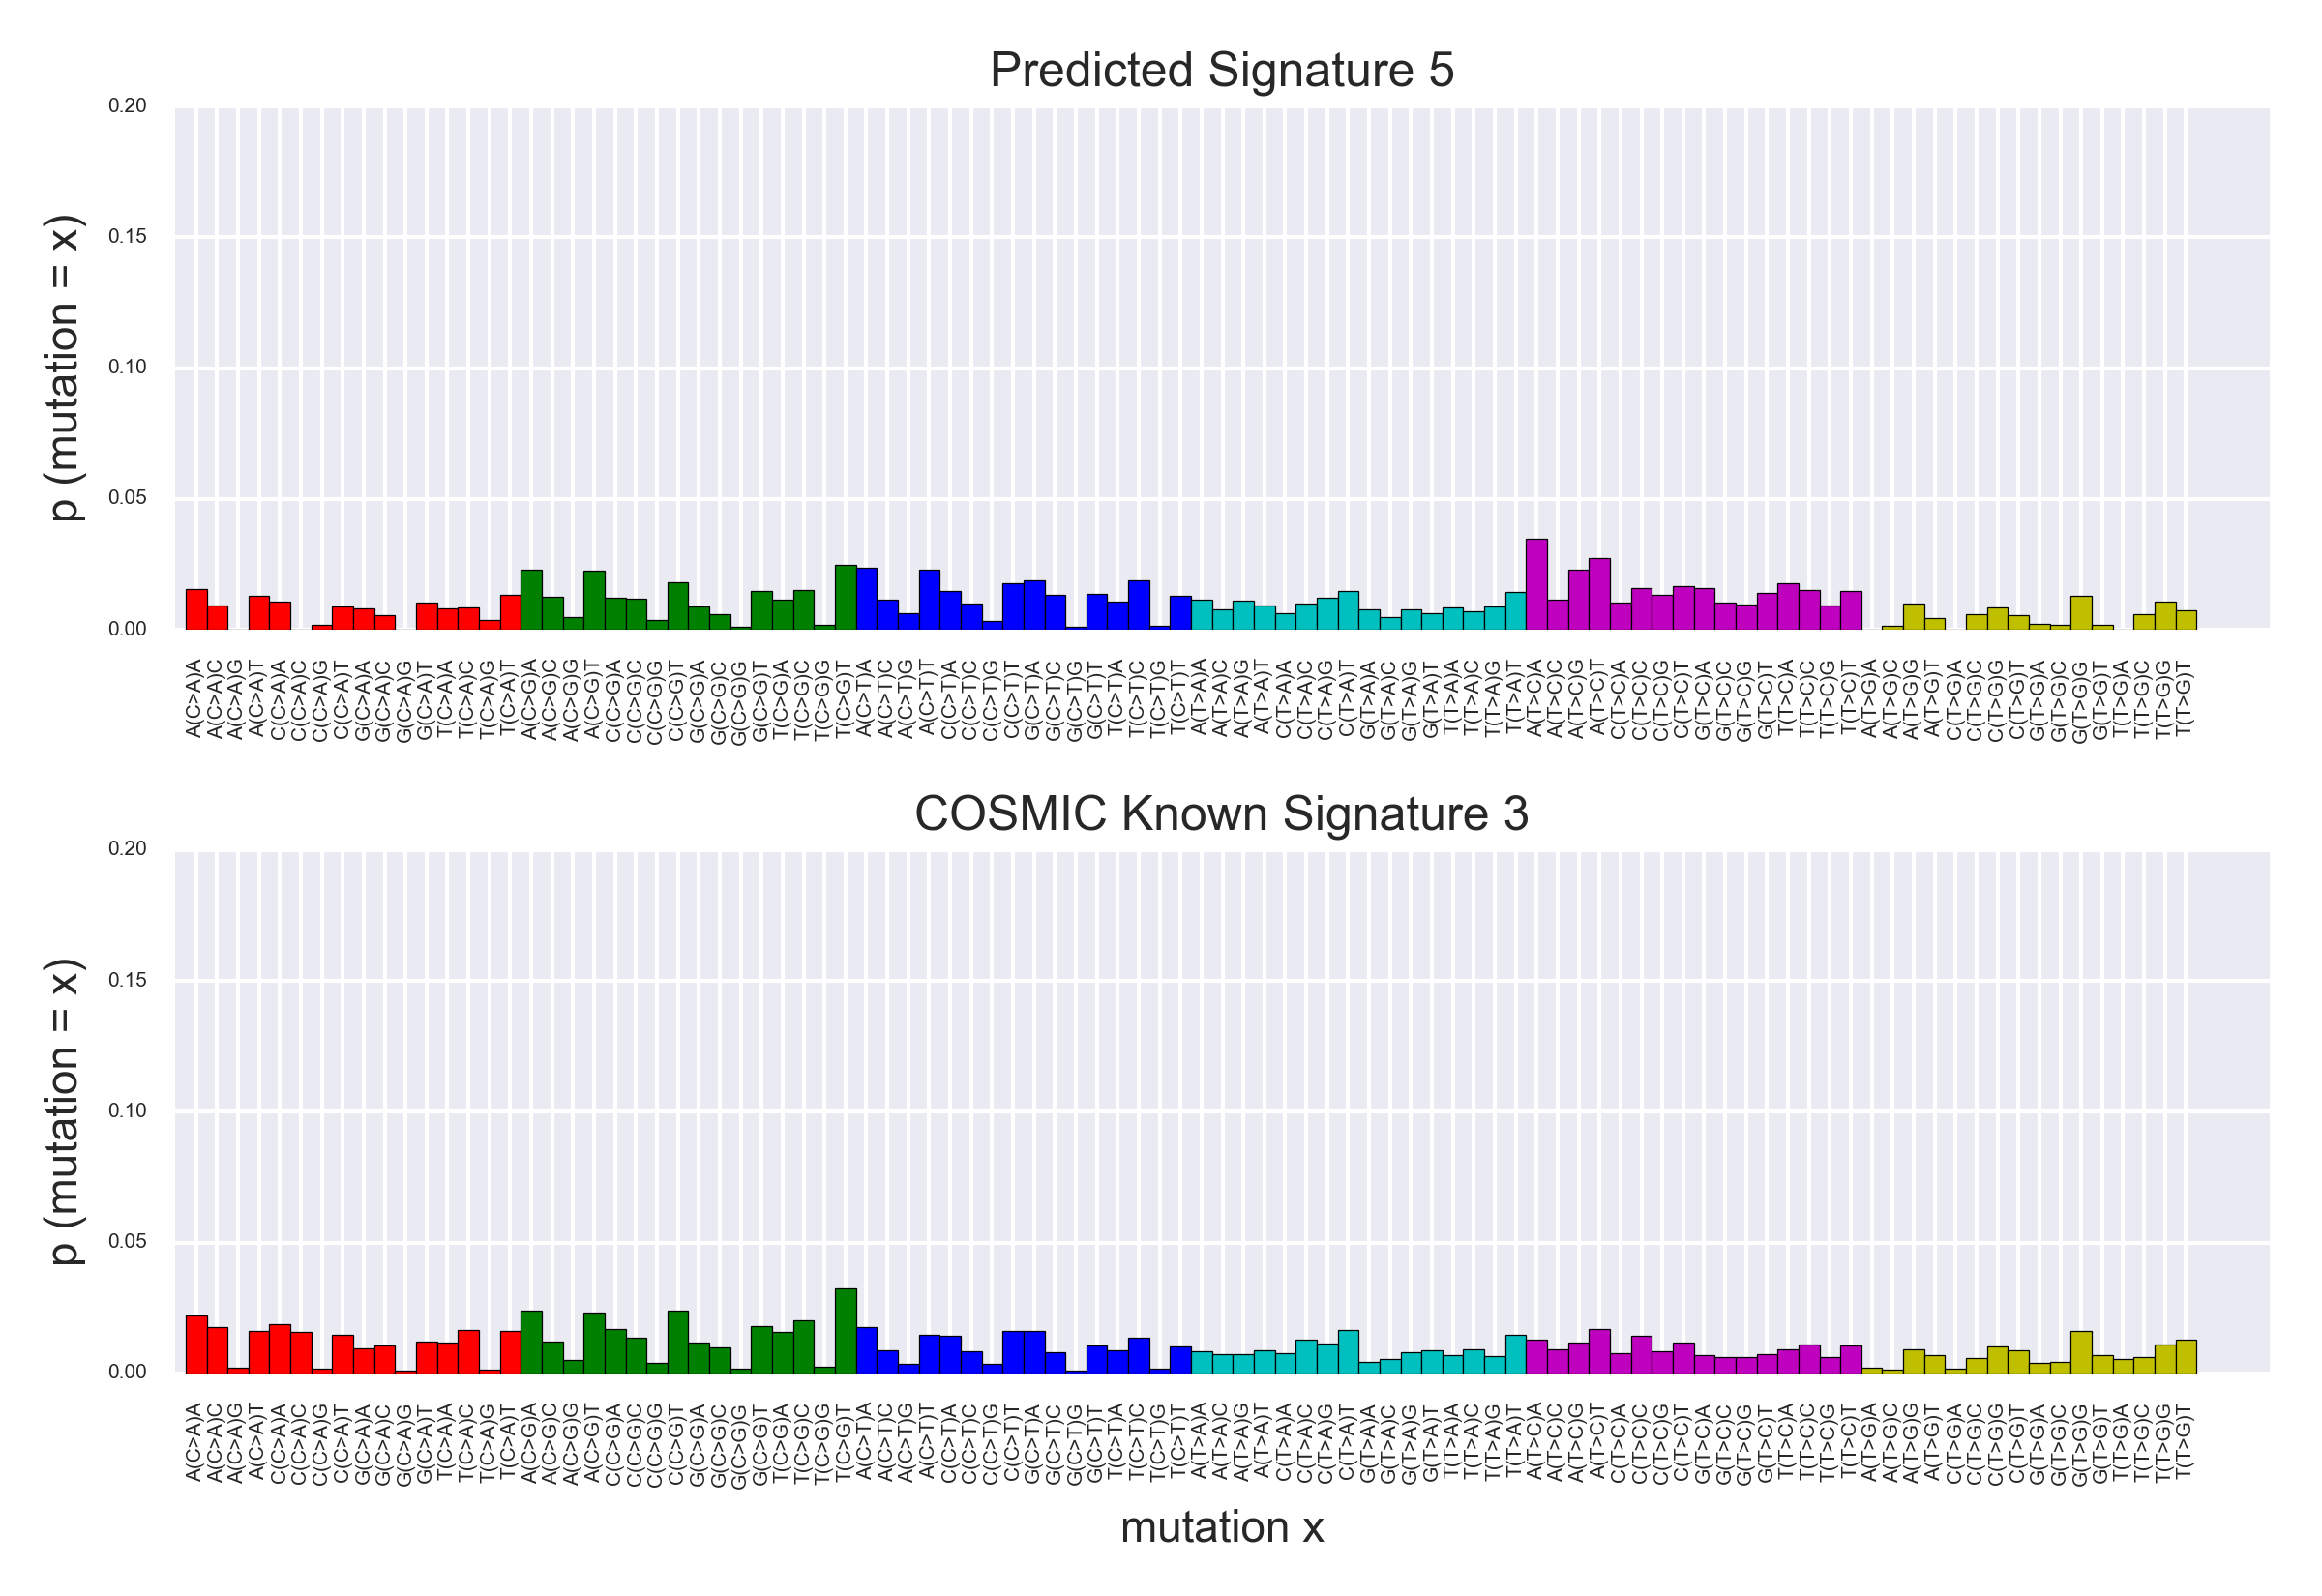 Predicted Signature 5
p (mutation = x)
0.20
0.15
0.10
0.05
0.00
A(C>A)A A(C>A)C A(C>A)G A(C>A)T C(C>A)A C(C>A)C C(C>A)G C(C>A)T G(C>A)A G(C>A)C G(C>A)G G(C>A)T T(C>A)A T(C>A)C T(C>A)G T(C>A)T A(C>G)A A(C>G)C A(C>G)G A(C>G)T C(C>G)A C(C>G)C C(C>G)G C(C>G)T G(C>G)A G(C>G)C G(C>G)G G(C>G)T T(C>G)A T(C>G)C T(C>G)G T(C>G)T A(C>T)A A(C>T)C A(C>T)G A(C>T)T C(C>T)A C(C>T)C C(C>T)G C(C>T)T G(C>T)A G(C>T)C G(C>T)G G(C>T)T T(C>T)A T(C>T)C T(C>T)G T(C>T)T A(T>A)A A(T>A)C A(T>A)G A(T>A)T C(T>A)A C(T>A)C C(T>A)G C(T>A)T G(T>A)A G(T>A)C G(T>A)G G(T>A)T T(T>A)A T(T>A)C T(T>A)G T(T>A)T A(T>C)A A(T>C)C A(T>C)G A(T>C)T C(T>C)A C(T>C)C C(T>C)G C(T>C)T G(T>C)A G(T>C)C G(T>C)G G(T>C)T T(T>C)A T(T>C)C T(T>C)G T(T>C)T A(T>G)A A(T>G)C A(T>G)G A(T>G)T C(T>G)A C(T>G)C C(T>G)G C(T>G)T G(T>G)A G(T>G)C G(T>G)G G(T>G)T T(T>G)A T(T>G)C T(T>G)G T(T>G)T
COSMIC Known Signature 3
p (mutation = x)
0.20
0.15
0.10
0.05
0.00
A(C>A)A A(C>A)C A(C>A)G A(C>A)T C(C>A)A C(C>A)C C(C>A)G C(C>A)T G(C>A)A G(C>A)C G(C>A)G G(C>A)T T(C>A)A T(C>A)C T(C>A)G T(C>A)T A(C>G)A A(C>G)C A(C>G)G A(C>G)T C(C>G)A C(C>G)C C(C>G)G C(C>G)T G(C>G)A G(C>G)C G(C>G)G G(C>G)T T(C>G)A T(C>G)C T(C>G)G T(C>G)T A(C>T)A A(C>T)C A(C>T)G A(C>T)T C(C>T)A C(C>T)C C(C>T)G C(C>T)T G(C>T)A G(C>T)C G(C>T)G G(C>T)T T(C>T)A T(C>T)C T(C>T)G T(C>T)T A(T>A)A A(T>A)C A(T>A)G A(T>A)T C(T>A)A C(T>A)C C(T>A)G C(T>A)T G(T>A)A G(T>A)C G(T>A)G G(T>A)T T(T>A)A T(T>A)C T(T>A)G T(T>A)T A(T>C)A A(T>C)C A(T>C)G A(T>C)T C(T>C)A C(T>C)C C(T>C)G C(T>C)T G(T>C)A G(T>C)C G(T>C)G G(T>C)T T(T>C)A T(T>C)C T(T>C)G T(T>C)T A(T>G)A A(T>G)C A(T>G)G A(T>G)T C(T>G)A C(T>G)C C(T>G)G C(T>G)T G(T>G)A G(T>G)C G(T>G)G G(T>G)T T(T>G)A T(T>G)C T(T>G)G T(T>G)T
mutation x